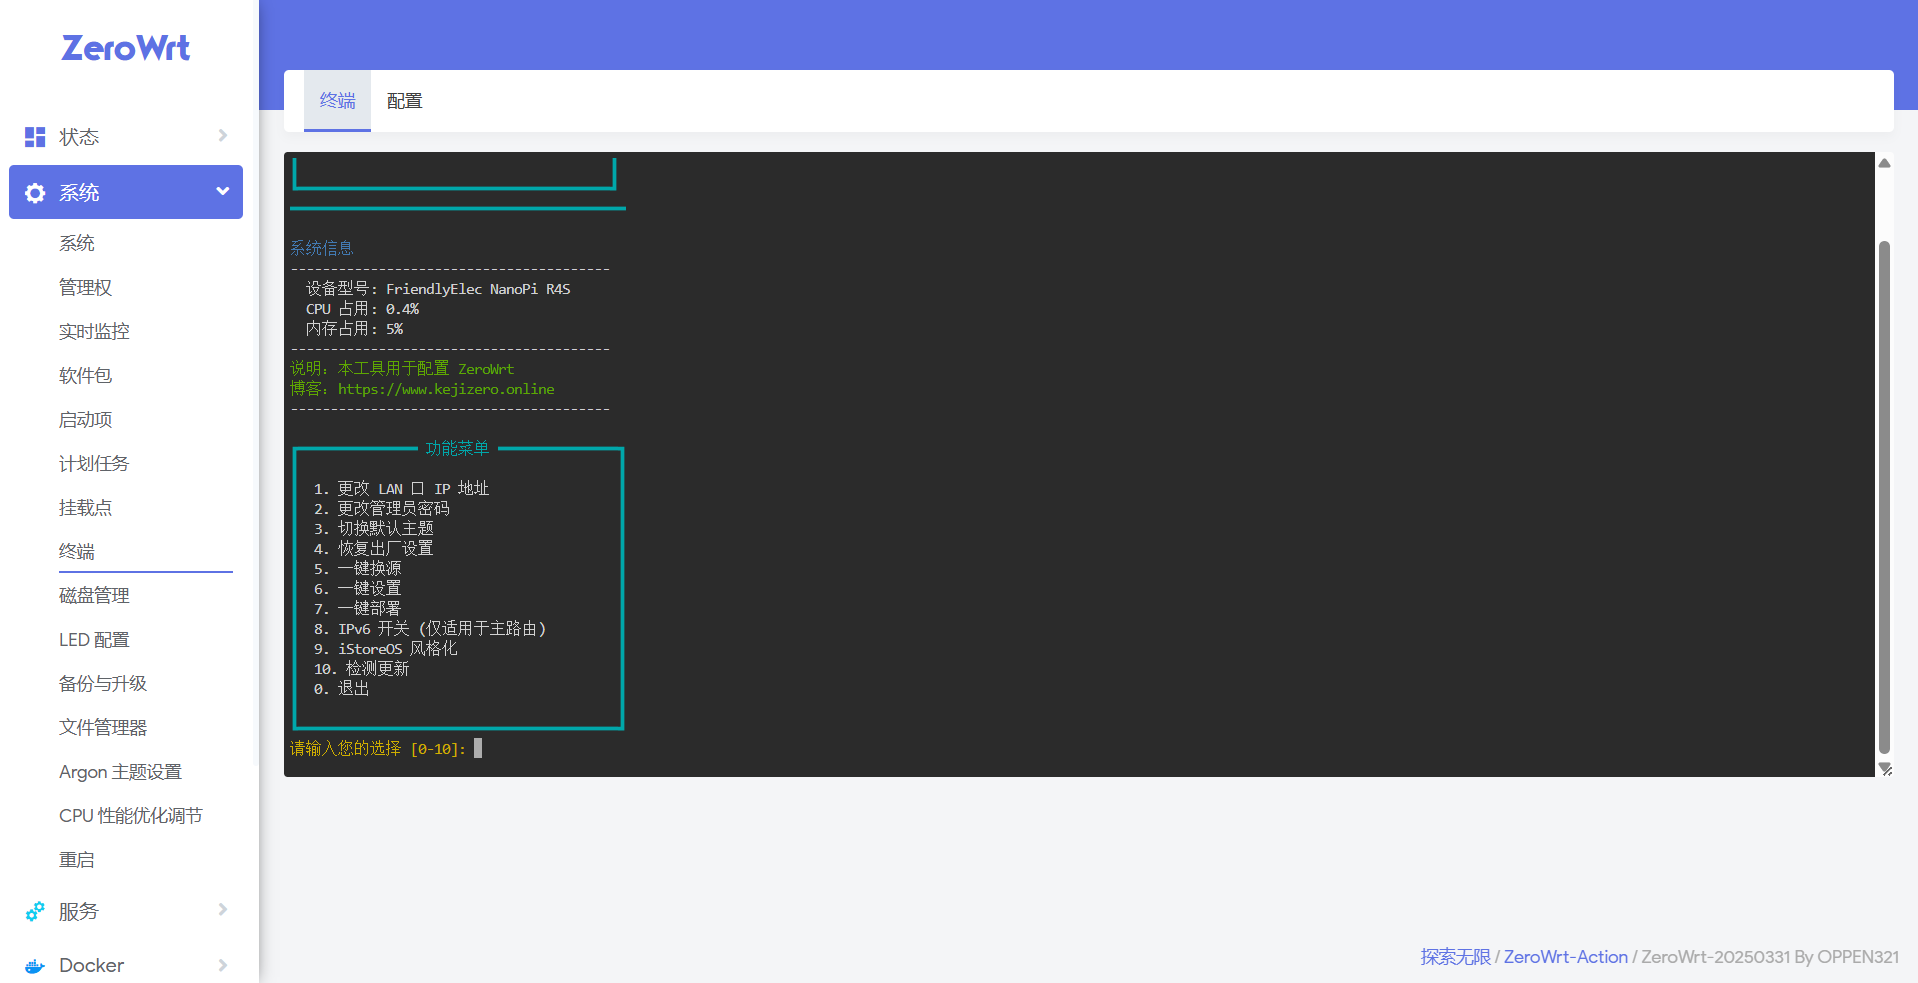 ZeroWrt
状态
系统
系统
管理权
实时监控
软件包
启动项
计划任务
挂载点
终端
磁盘管理
LED 配置
备份与升级
文件管理器
Argon 主题设置
CPU 性能优化调节
重启
服务
Docker
终端 配置
系统信息
----------------------------------------
设备型号: FriendlyElec NanoPi R4S
CPU 占用: 0.4%
内存占用: 5%
----------------------------------------
说明: 本工具用于配置 ZeroWrt
博客: https://www.kejizero.online
----------------------------------------
功能菜单
1. 更改 LAN 口 IP 地址
2. 更改管理员密码
3. 切换默认主题
4. 恢复出厂设置
5. 一键换源
6. 一键设置
7. 一键部署
8. IPv6 开关 (仅适用于主路由)
9. iStoreOS 风格化
10. 检测更新
0. 退出
请输入您的选择 [0-10]:
探索无限 / ZeroWrt-Action / ZeroWrt-20250331 By OPPEN321